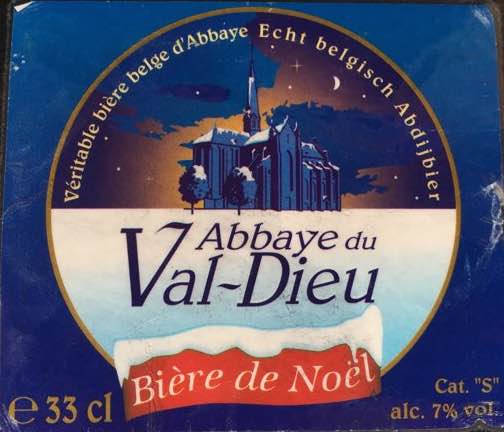 Véritable bière belge d'Abbaye Echt belgisch Abdijbier
Abbaye du
Val-Dieu
Bière de Noël
℮ 33 cl
Cat. "S"
alc. 7% vol.